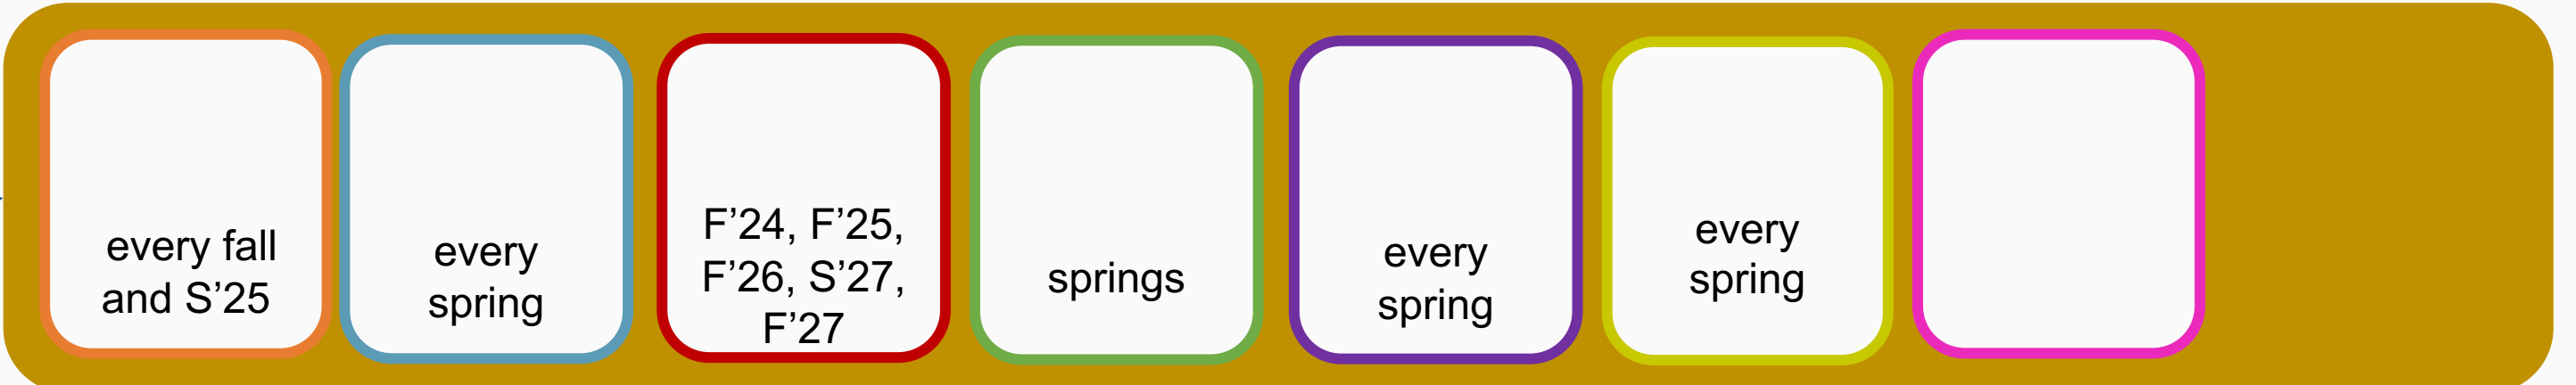 every fall
and S’25
every
spring
F’24, F’25,
F’26, S’27,
F’27
springs
every
spring
every
spring